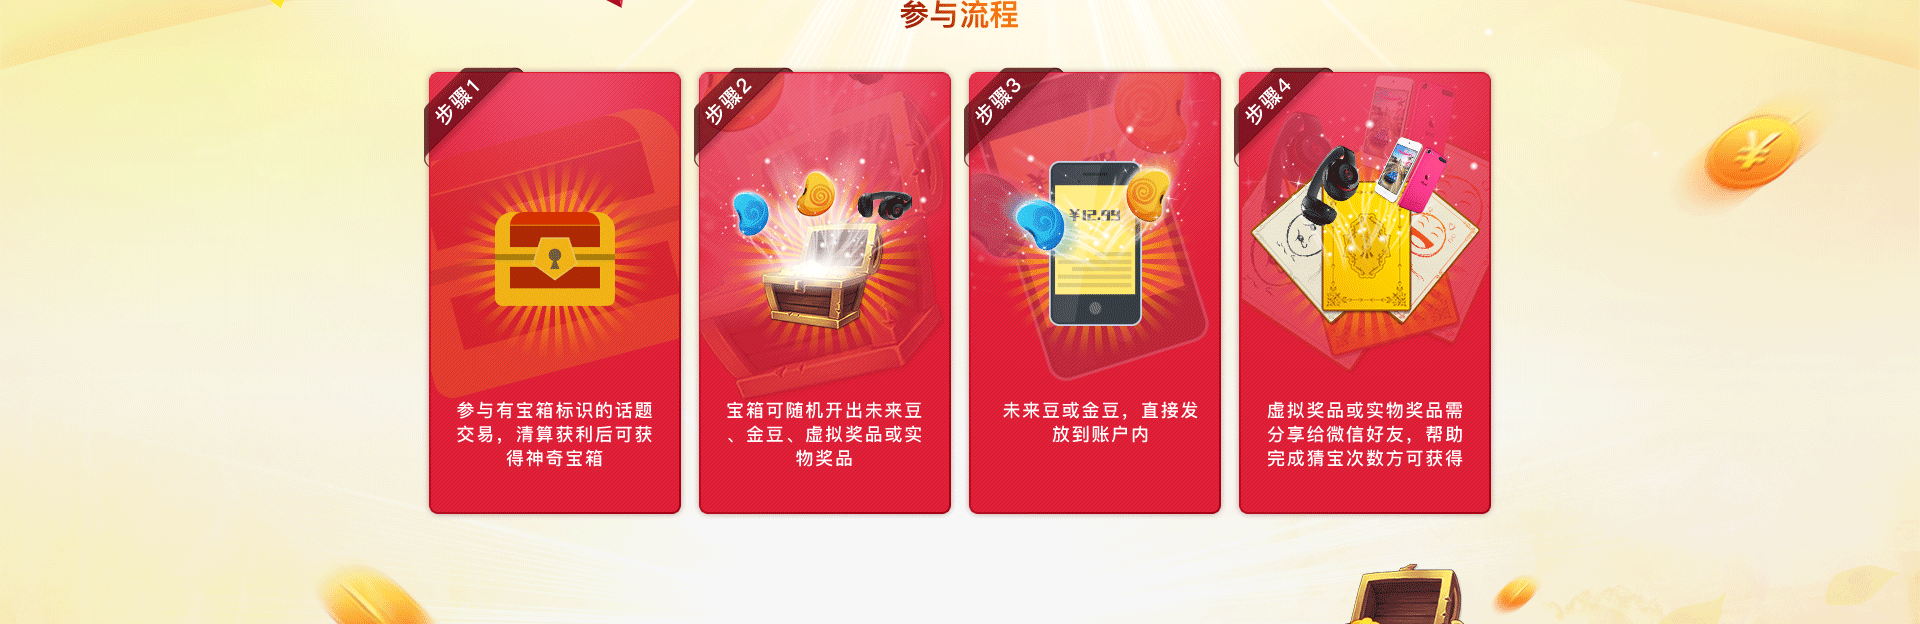 参与流程
步骤1
参与有宝箱标识的话题
交易，清算获利后可获
得神奇宝箱
步骤2
宝箱可随机开出未来豆
、金豆、虚拟奖品或实
物奖品
步骤3
¥12.99
未来豆或金豆，直接发
放到账户内
步骤4
虚拟奖品或实物奖品需
分享给微信好友，帮助
完成猜宝次数方可获得
¥